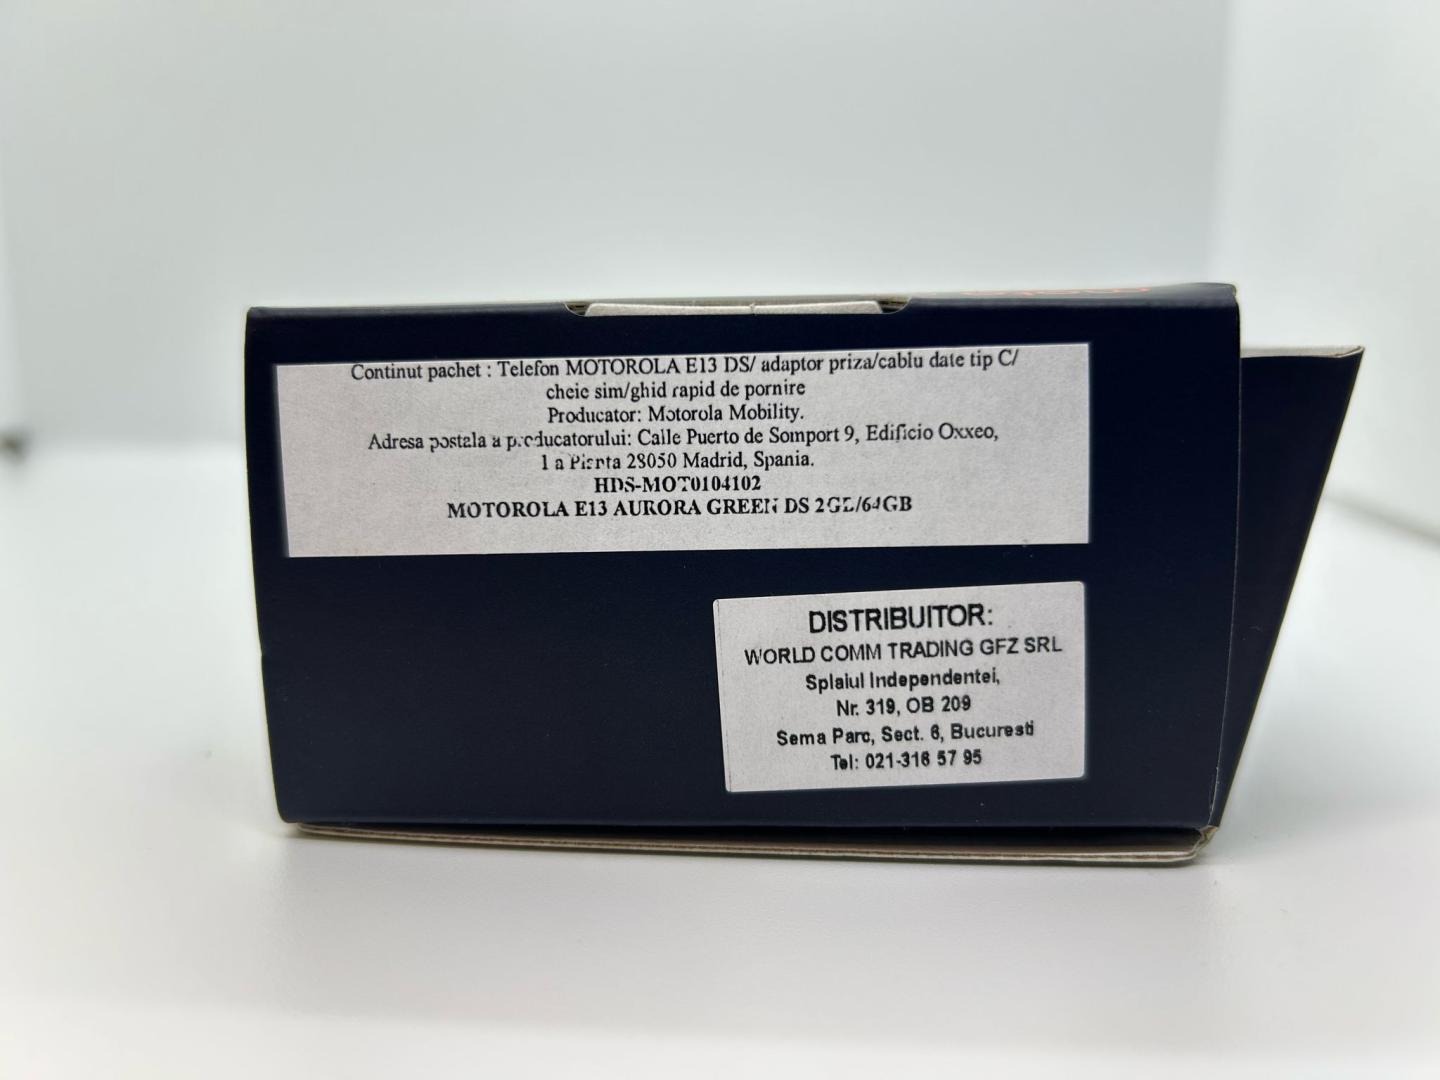 moto
Continut pachet : Telefon MOTOROLA E13 DS/ adaptor priza/cablu date tip C/
cheie sim/ghid rapid de pornire
Producator: Motorola Mobility.
Adresa postala a producatorului: Calle Puerto de Somport 9, Edificio Oxxeo,
1 a Planta 28050 Madrid, Spania.
HDS-MOT0104102
MOTOROLA E13 AURORA GREEN DS 2GB/64GB
DISTRIBUITOR:
WORLD COMM TRADING GFZ SRL
Splaiul Independentei,
Nr. 319, OB 209
Sema Parc, Sect. 6, Bucuresti
Tel: 021-316 57 95